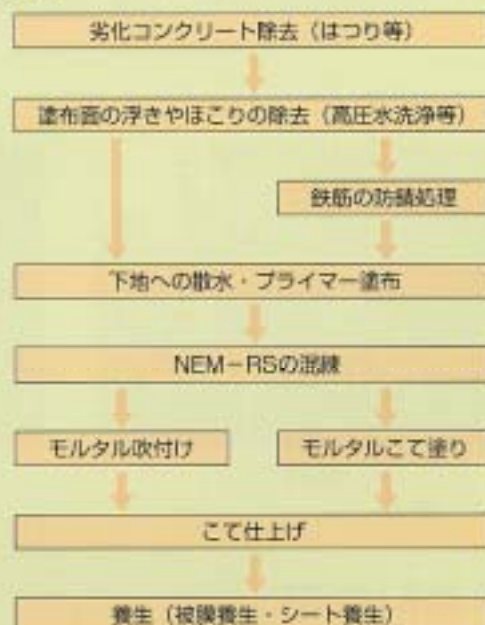 劣化コンクリート除去（はつり等）
塗布面の浮きやほこりの除去（高圧水洗浄等）
鉄筋の防錆処理
下地への散水・プライマー塗布
NEM－RSの混練
モルタル吹付け
モルタルこて塗り
こて仕上げ
養生（被膜養生・シート養生）